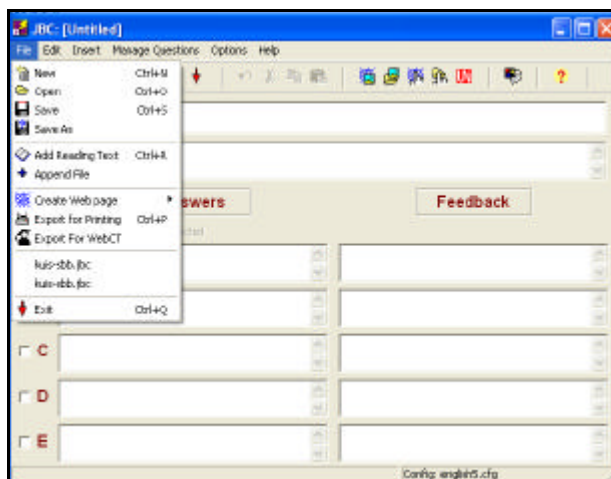 JBC: [Untitled]
File Edit Insert Manage Questions Options Help
New Ctrl+N
Open Ctrl+O
Save Ctrl+S
Save As
Add Reading Text Ctrl+R
Append File
Create Web page
Export for Printing Ctrl+P
Export For WebCT
kuis-sbb.jbc
kuis-sbb.jbc
Exit Ctrl+Q
swers
Feedback
C
D
E
Config: english5.cfg